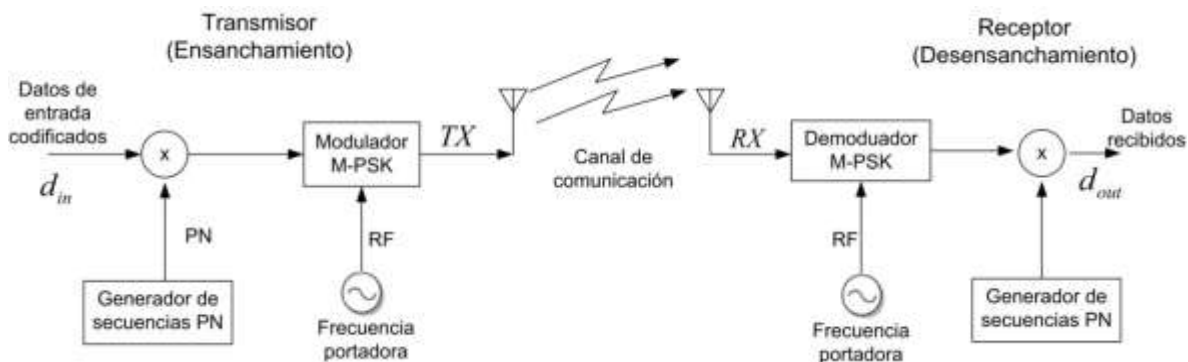 Transmisor
(Ensanchamiento)
Receptor
(Desensanchamiento)
Datos de
entrada
codificados
d_in
x
PN
Generador de
secuencias PN
Modulador
M-PSK
RF
Frecuencia
portadora
TX
Canal de
comunicación
RX
Demoduador
M-PSK
RF
Frecuencia
portadora
x
Datos
recibidos
d_out
Generador de
secuencias PN